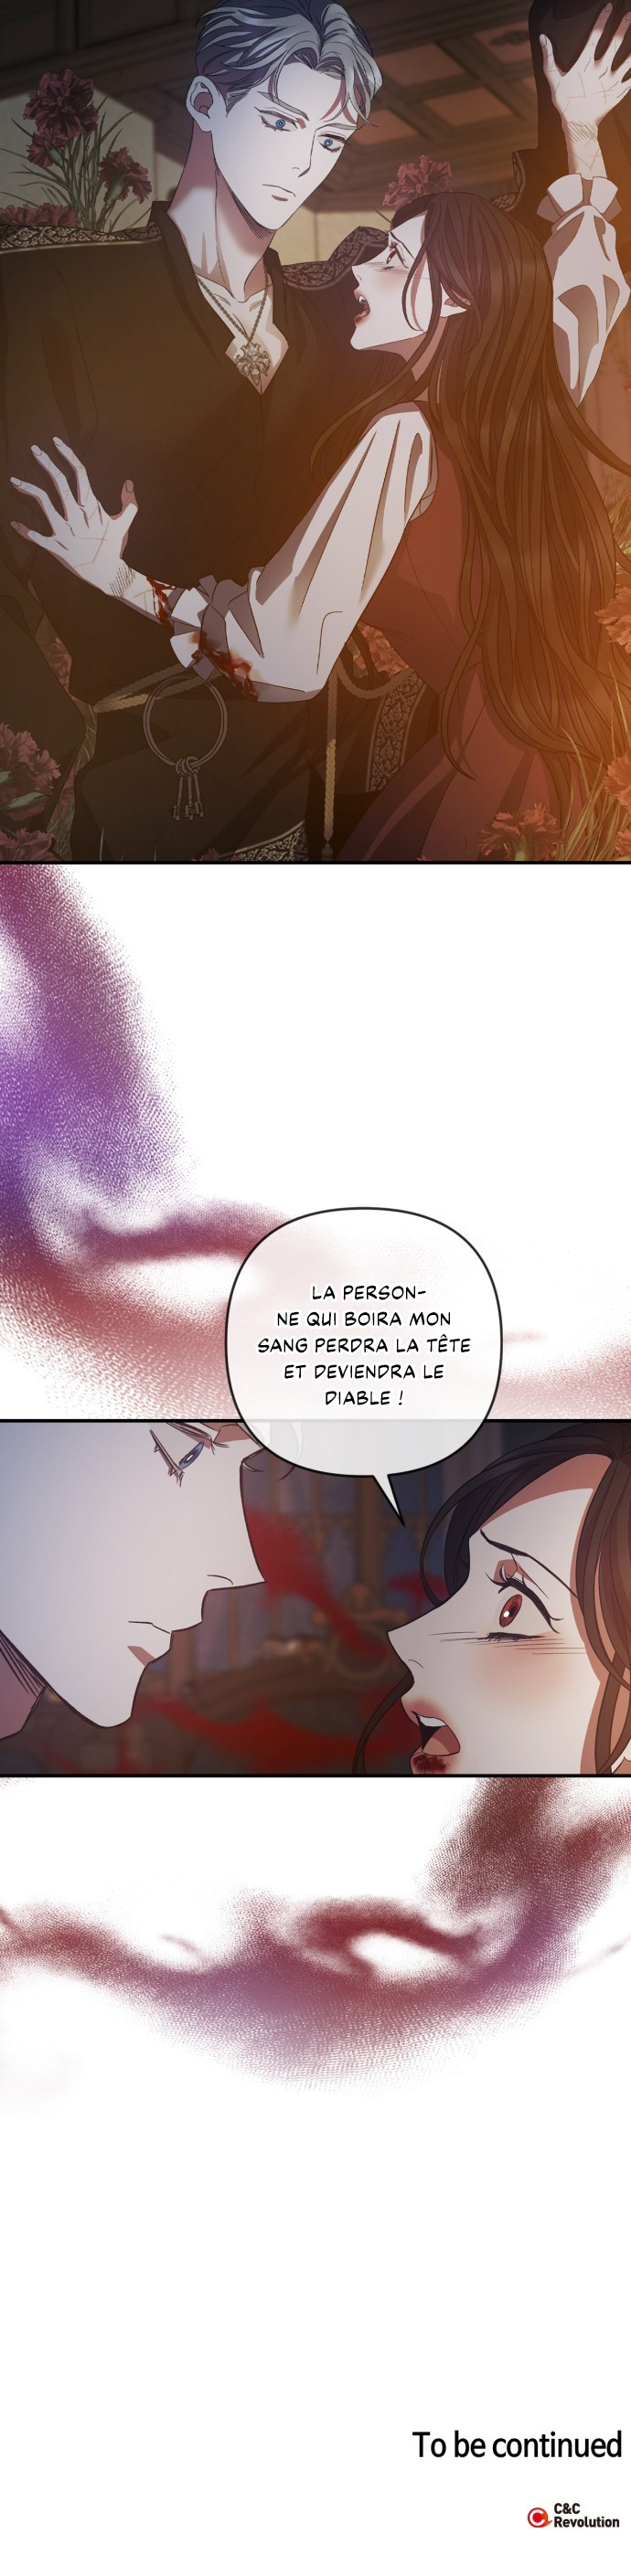 LA PERSON-
NE QUI BOIRA MON
SANG PERDRA LA TÊTE
ET DEVIENDRA LE
DIABLE !
To be continued
C&C
Revolution